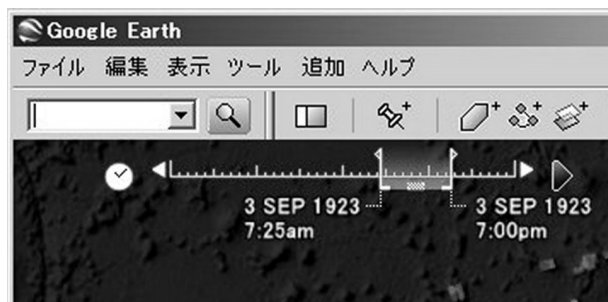 Google Earth
ファイル 編集 表示 ツール 追加 ヘルプ
3 SEP 1923
7:25am
3 SEP 1923
7:00pm